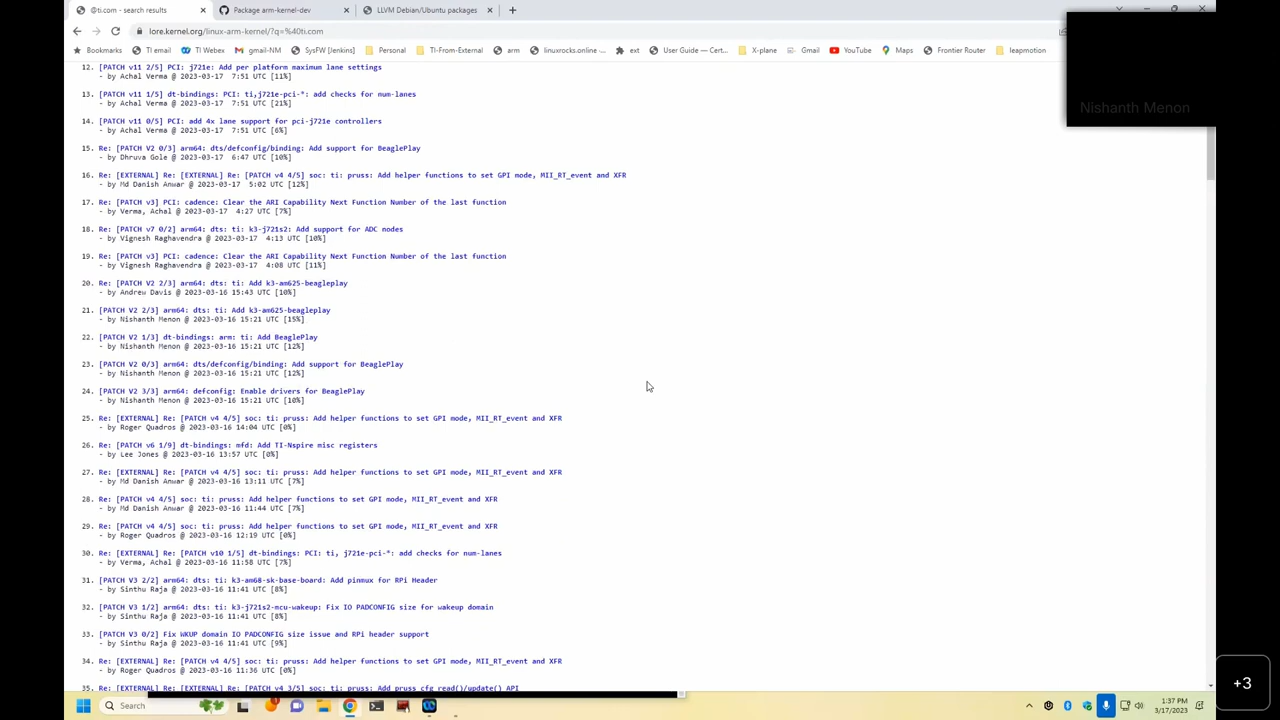 @ti.com - search results
Package arm-kernel-dev
LLVM Debian/Ubuntu packages
lore.kernel.org/linux-arm-kernel/?q=%40ti.com
Bookmarks TI email TI Webex gmail-NM SysFW [Jenkins] Personal TI-From-External arm linuxrocks.online -... ext User Guide — Cert... X-plane Gmail YouTube Maps Frontier Router leapmotion
Nishanth Menon
12. [PATCH v11 2/5] PCI: j721e: Add per platform maximum lane settings
- by Achal Verma @ 2023-03-17 7:51 UTC [11%]
13. [PATCH v11 1/5] dt-bindings: PCI: ti,j721e-pci-*: add checks for num-lanes
- by Achal Verma @ 2023-03-17 7:51 UTC [21%]
14. [PATCH v11 0/5] PCI: add 4x lane support for pci-j721e controllers
- by Achal Verma @ 2023-03-17 7:51 UTC [6%]
15. Re: [PATCH V2 0/3] arm64: dts/defconfig/binding: Add support for BeaglePlay
- by Dhruva Gole @ 2023-03-17 6:47 UTC [10%]
16. Re: [EXTERNAL] Re: [EXTERNAL] Re: [PATCH v4 4/5] soc: ti: pruss: Add helper functions to set GPI mode, MII_RT_event and XFR
- by Md Danish Anwar @ 2023-03-17 5:02 UTC [12%]
17. Re: [PATCH v3] PCI: cadence: Clear the ARI Capability Next Function Number of the last function
- by Verma, Achal @ 2023-03-17 4:27 UTC [7%]
18. Re: [PATCH v7 0/2] arm64: dts: ti: k3-j721s2: Add support for ADC nodes
- by Vignesh Raghavendra @ 2023-03-17 4:13 UTC [10%]
19. Re: [PATCH v3] PCI: cadence: Clear the ARI Capability Next Function Number of the last function
- by Vignesh Raghavendra @ 2023-03-17 4:08 UTC [11%]
20. Re: [PATCH V2 2/3] arm64: dts: ti: Add k3-am625-beagleplay
- by Andrew Davis @ 2023-03-16 15:43 UTC [10%]
21. [PATCH V2 2/3] arm64: dts: ti: Add k3-am625-beagleplay
- by Nishanth Menon @ 2023-03-16 15:21 UTC [15%]
22. [PATCH V2 1/3] dt-bindings: arm: ti: Add BeaglePlay
- by Nishanth Menon @ 2023-03-16 15:21 UTC [12%]
23. [PATCH V2 0/3] arm64: dts/defconfig/binding: Add support for BeaglePlay
- by Nishanth Menon @ 2023-03-16 15:21 UTC [12%]
24. [PATCH V2 3/3] arm64: defconfig: Enable drivers for BeaglePlay
- by Nishanth Menon @ 2023-03-16 15:21 UTC [10%]
25. Re: [EXTERNAL] Re: [PATCH v4 4/5] soc: ti: pruss: Add helper functions to set GPI mode, MII_RT_event and XFR
- by Roger Quadros @ 2023-03-16 14:04 UTC [0%]
26. Re: [PATCH v6 1/9] dt-bindings: mfd: Add TI-Nspire misc registers
- by Lee Jones @ 2023-03-16 13:57 UTC [0%]
27. Re: [EXTERNAL] Re: [PATCH v4 4/5] soc: ti: pruss: Add helper functions to set GPI mode, MII_RT_event and XFR
- by Md Danish Anwar @ 2023-03-16 13:11 UTC [7%]
28. Re: [PATCH v4 4/5] soc: ti: pruss: Add helper functions to set GPI mode, MII_RT_event and XFR
- by Md Danish Anwar @ 2023-03-16 11:44 UTC [7%]
29. Re: [PATCH v4 4/5] soc: ti: pruss: Add helper functions to set GPI mode, MII_RT_event and XFR
- by Roger Quadros @ 2023-03-16 12:19 UTC [0%]
30. Re: [EXTERNAL] Re: [PATCH v10 1/5] dt-bindings: PCI: ti, j721e-pci-*: add checks for num-lanes
- by Verma, Achal @ 2023-03-16 11:58 UTC [7%]
31. [PATCH V3 2/2] arm64: dts: ti: k3-am68-sk-base-board: Add pinmux for RPi Header
- by Sinthu Raja @ 2023-03-16 11:41 UTC [8%]
32. [PATCH V3 1/2] arm64: dts: ti: k3-j721s2-mcu-wakeup: Fix IO PADCONFIG size for wakeup domain
- by Sinthu Raja @ 2023-03-16 11:41 UTC [8%]
33. [PATCH V3 0/2] Fix WKUP domain IO PADCONFIG size issue and RPi header support
- by Sinthu Raja @ 2023-03-16 11:41 UTC [9%]
34. Re: [EXTERNAL] Re: [PATCH v4 4/5] soc: ti: pruss: Add helper functions to set GPI mode, MII_RT_event and XFR
- by Roger Quadros @ 2023-03-16 11:36 UTC [0%]
35. Re: [EXTERNAL] Re: [EXTERNAL] Re: [PATCH v4 3/5] soc: ti: pruss: Add pruss_cfg_read()/update() API
+3
Search
1:37 PM
3/17/2023